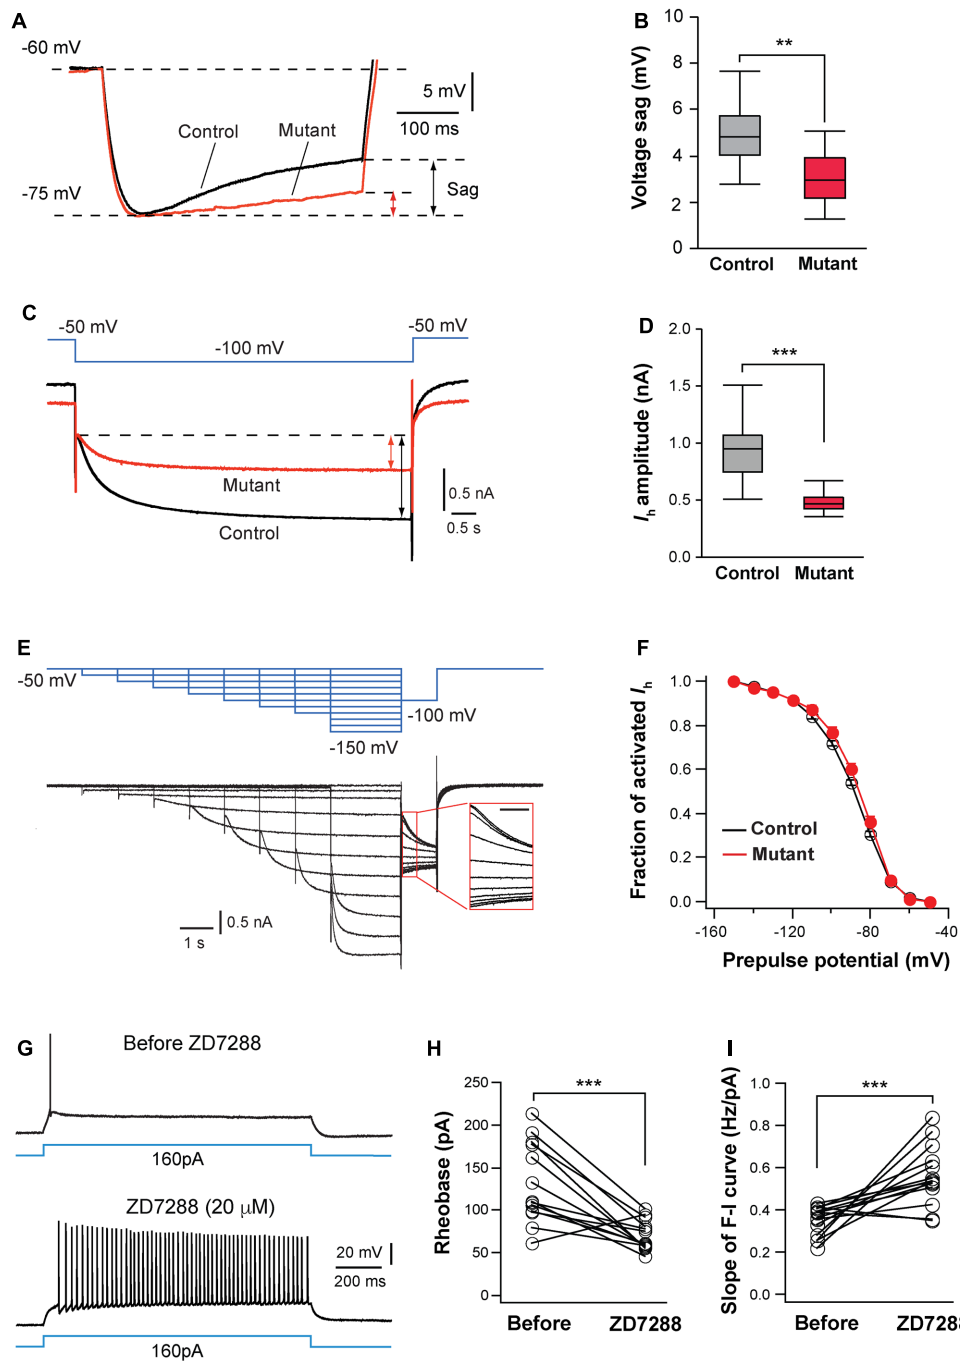 A
-60 mV
5 mV
100 ms
Control
Mutant
-75 mV
Sag
B
Voltage sag (mV)
10
8
6
4
2
0
**
Control
Mutant
C
-50 mV
-50 mV
-100 mV
Mutant
Control
0.5 nA
0.5 s
D
Ih amplitude (nA)
2.0
1.5
1.0
0.5
0.0
***
Control
Mutant
E
-50 mV
-100 mV
-150 mV
0.5 nA
1 s
F
Fraction of activated Ih
1.0
0.8
0.6
0.4
0.2
0.0
Control
Mutant
-160
-120
-80
-40
Prepulse potential (mV)
G
Before ZD7288
160pA
ZD7288 (20 μM)
20 mV
200 ms
160pA
H
Rheobase (pA)
250
200
150
100
50
0
***
Before
ZD7288
I
Slope of F-I curve (Hz/pA)
1.0
0.8
0.6
0.4
0.2
0.0
***
Before
ZD728